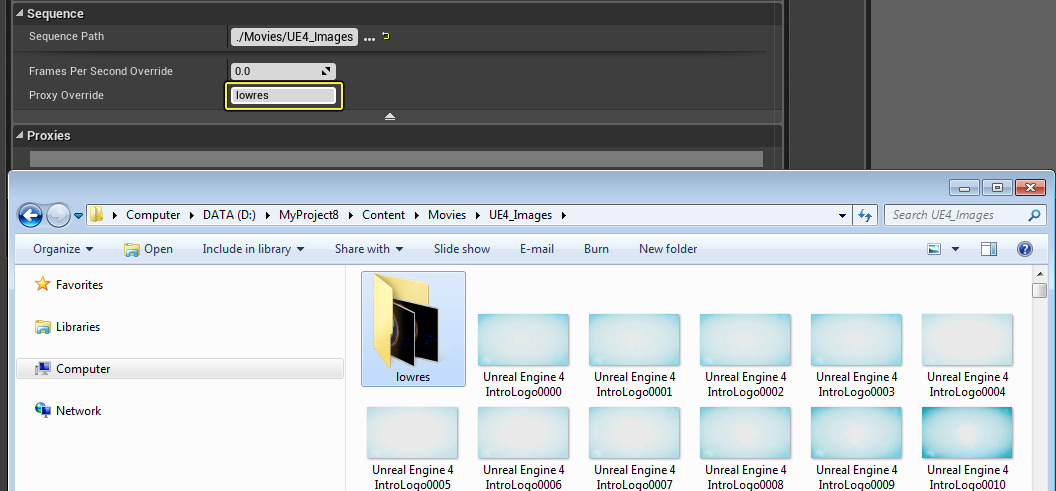 Sequence
Sequence Path ./Movies/UE4_Images ...
Frames Per Second Override 0.0
Proxy Override lowres
Proxies
Computer DATA (D:) MyProject8 Content Movies UE4_Images Search UE4_Images
Organize Open Include in library Share with Slide show E-mail Burn New folder
Favorites
Libraries
Computer
Network
lowres
Unreal Engine 4
IntroLogo0000
Unreal Engine 4
IntroLogo0001
Unreal Engine 4
IntroLogo0002
Unreal Engine 4
IntroLogo0003
Unreal Engine 4
IntroLogo0004
Unreal Engine 4
IntroLogo0005
Unreal Engine 4
IntroLogo0006
Unreal Engine 4
IntroLogo0007
Unreal Engine 4
IntroLogo0008
Unreal Engine 4
IntroLogo0009
Unreal Engine 4
IntroLogo0010